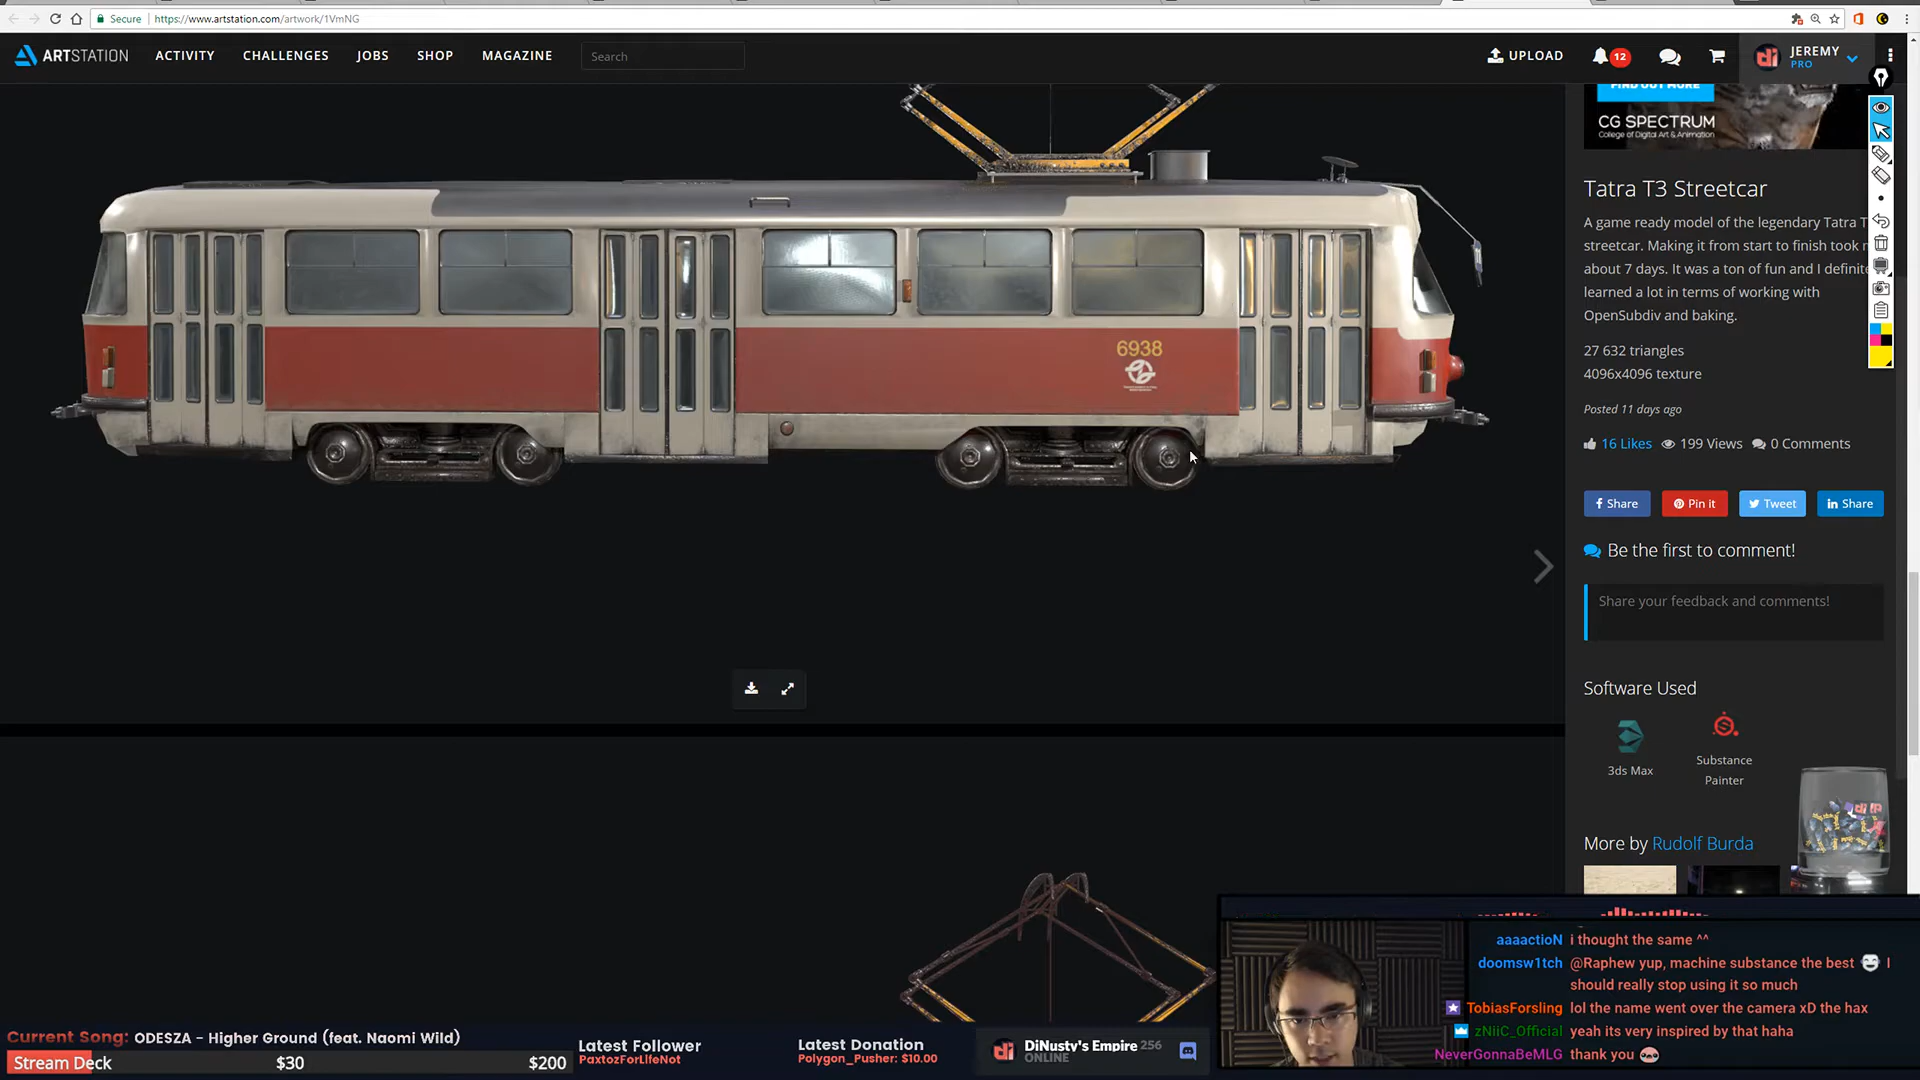 Secure
https://www.artstation.com/artwork/1VmNG
ARTSTATION
ACTIVITY
CHALLENGES
JOBS
SHOP
MAGAZINE
Search
UPLOAD
12
JEREMY
PRO
FIND OUT MORE
CG SPECTRUM
College of Digital Art & Animation
6938
Tatra T3 Streetcar
A game ready model of the legendary Tatra T
streetcar. Making it from start to finish took
about 7 days. It was a ton of fun and I definite
learned a lot in terms of working with
OpenSubdiv and baking.
27 632 triangles
4096x4096 texture
Posted 11 days ago
16 Likes
199 Views
0 Comments
Share
Pin it
Tweet
Share
Be the first to comment!
Share your feedback and comments!
Software Used
3ds Max
Substance
Painter
More by Rudolf Burda
aaaactioN i thought the same ^^
doomsw1tch @Raphew yup, machine substance the best I
should really stop using it so much
TobiasForsling lol the name went over the camera xD the hax
zNiiC_Official yeah its very inspired by that haha
NeverGonnaBeMLG thank you
Current Song: ODESZA - Higher Ground (feat. Naomi Wild)
Stream Deck
$30
$200
Latest Follower
PaxtozForLifeNot
Latest Donation
Polygon_Pusher: $10.00
DiNusty's Empire 256
ONLINE